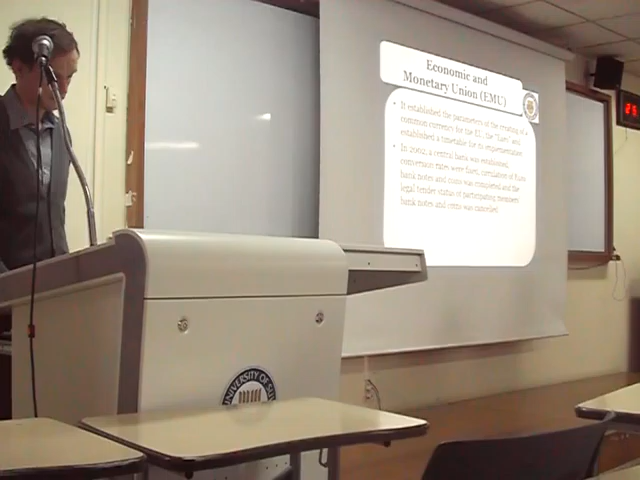 Economic and
Monetary Union (EMU)
• It established the parameters of the creating of a
common currency for the EU, the "Euro" and
established a timetable for its implementation
• In 2002, a central bank was established,
conversion rates were fixed, circulation of Euro
bank notes and coins was completed and the
legal tender status of participating members'
bank notes and coins was cancelled
UNIVERSITY OF